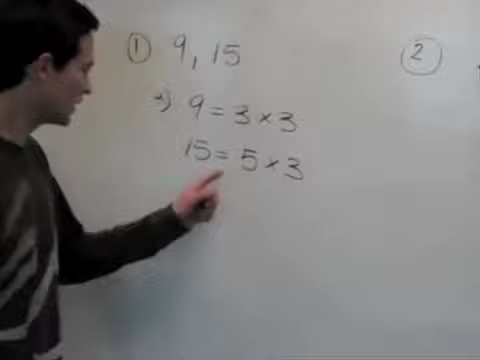 ① 9, 15
*) 9 = 3 × 3
15 = 5 × 3
②